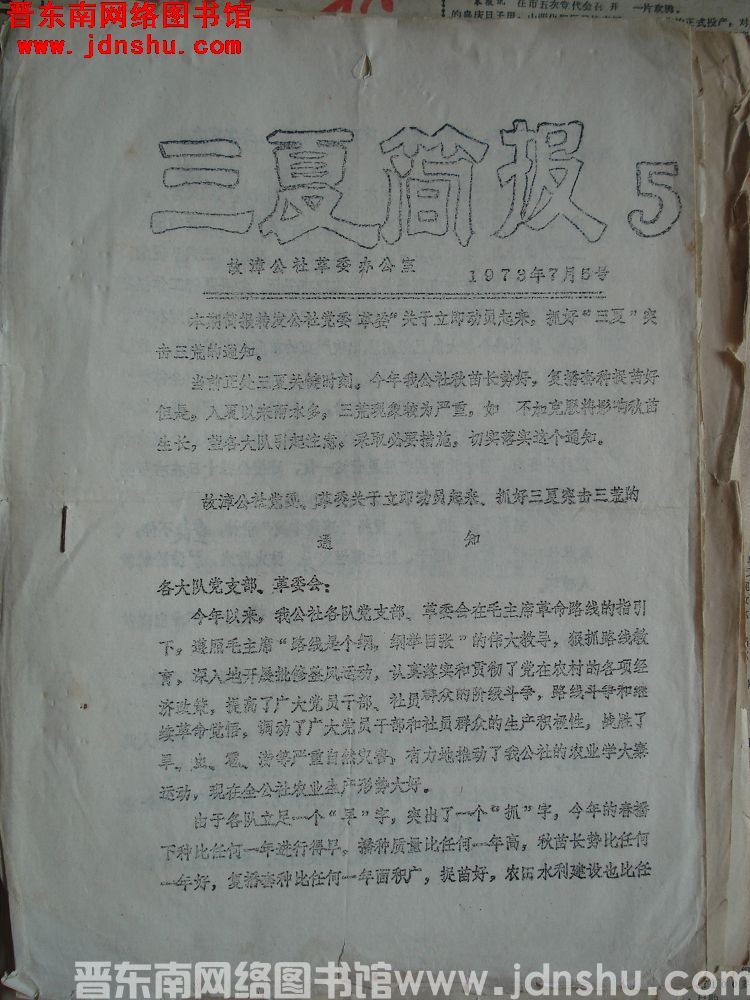 晋东南网络图书馆
www.jdnshu.com
在市五次党代会召开
一片欢腾
三夏简报 5
故漳公社革委办公室 1973年7月5号
本期简报转发公社党委 革委“关于立即动员起来，抓好“三夏”突
击三荒的通知。
当前正处三夏关键时刻。今年我公社秋苗长势好，复播套种捉苗好
但是，入夏以来雨水多，三荒现象较为严重，如 不加克服将影响秋苗
生长，望各大队引起注意，采取必要措施，切实落实这个通知。
故漳公社党委、革委关于立即动员起来、抓好三夏突击三荒的
通 知
各大队党支部、革委会：
今年以来，我公社各队党支部、革委会在毛主席革命路线的指引
下，遵照毛主席“路线是个纲，纲举目张”的伟大教导，狠抓路线教
育，深入地开展批修整风运动，认真落实和贯彻了党在农村的各项经
济政策，提高了广大党员干部、社员群众的阶级斗争，路线斗争和继
续革命觉悟，调动了广大党员干部和社员群众的生产积极性，战胜了
旱、虫、雹、涝等严重自然灾害，有力地推动了我公社的农业学大寨
运动，现在全公社农业生产形势大好。
由于各队立足一个“早”字，突出了一个“抓”字，今年的春播
下种比任何一年进行得早。播种质量比任何一年高，秋苗长势比任何
一年好，复播套种比任何一年面积广，捉苗好，农田水利建设也比任
晋东南网络图书馆www.jdnshu.com